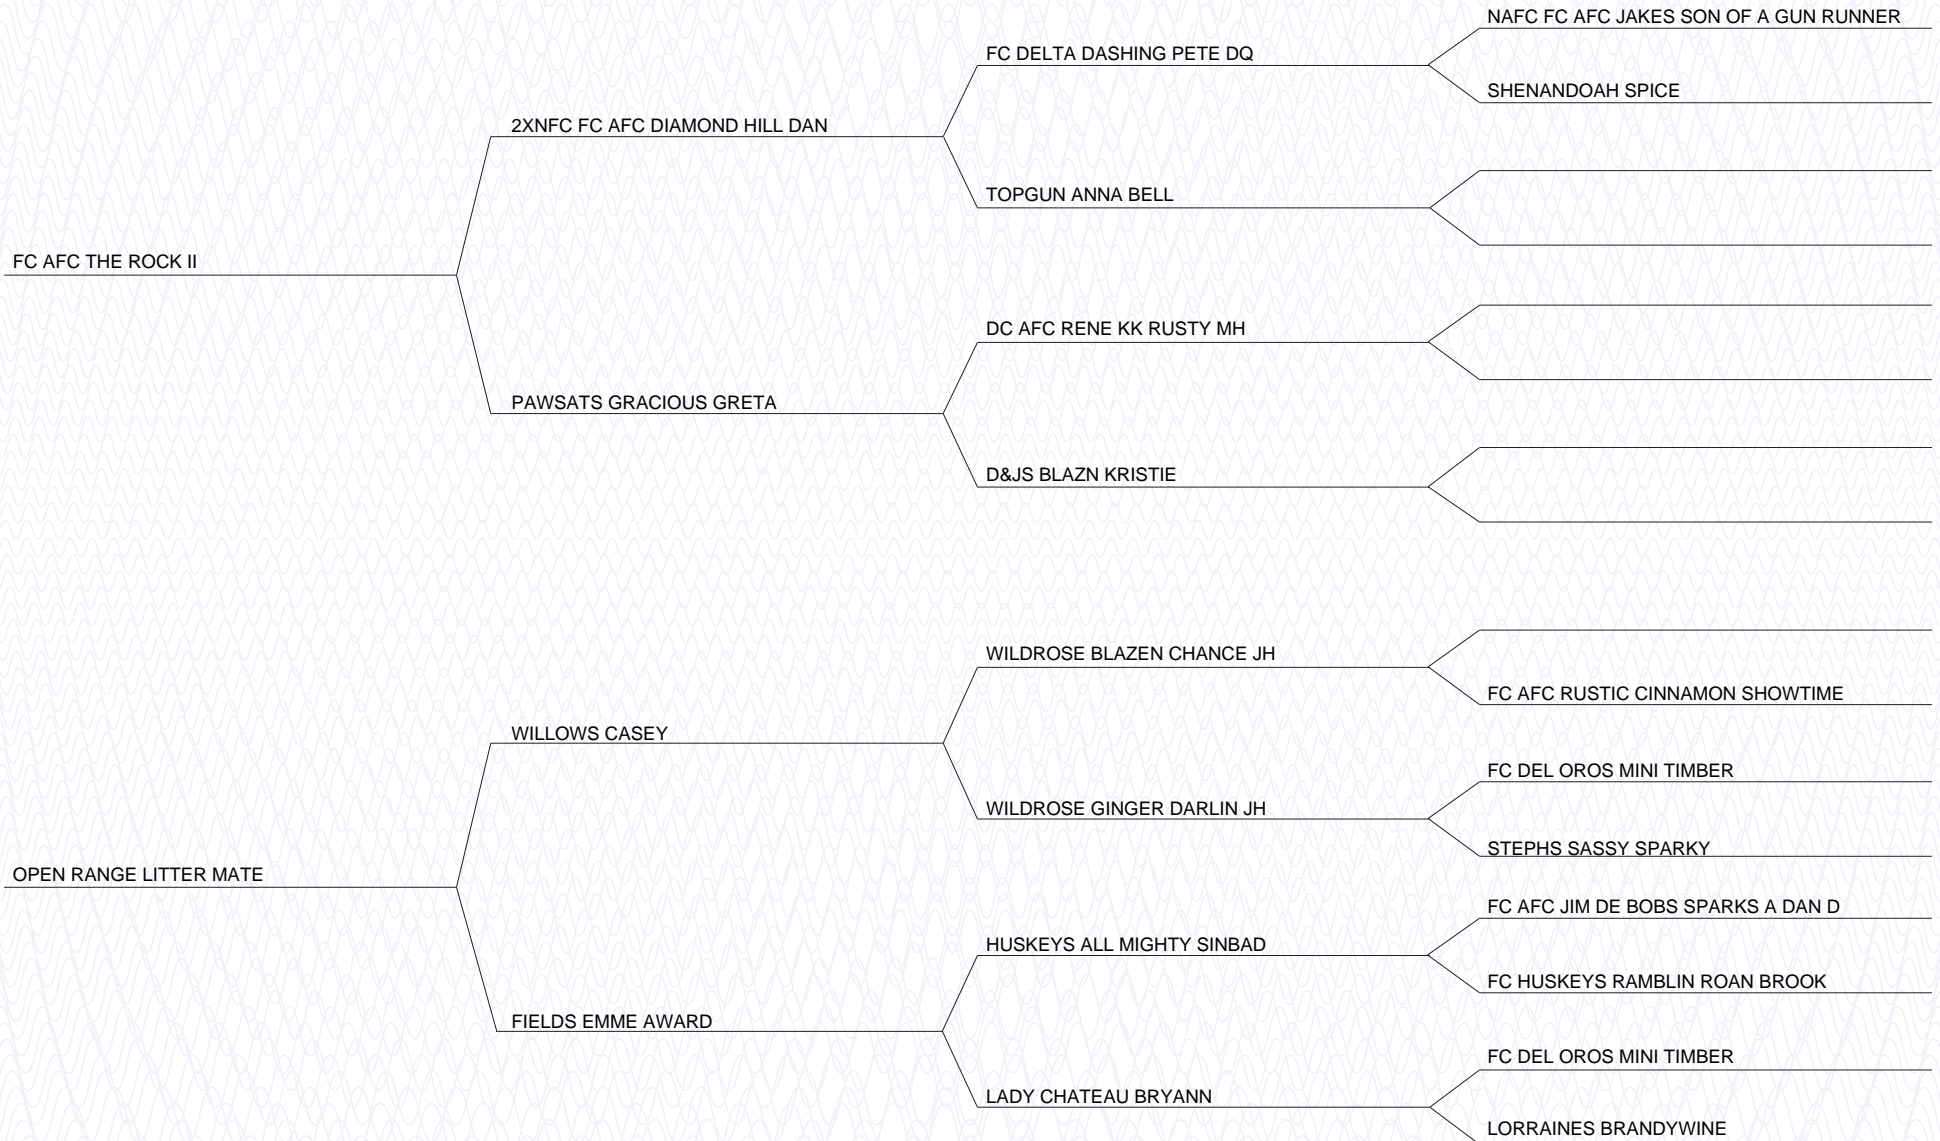 NAFC FC AFC JAKES SON OF A GUN RUNNER
FC DELTA DASHING PETE DQ
SHENANDOAH SPICE
2XNFC FC AFC DIAMOND HILL DAN
TOPGUN ANNA BELL
FC AFC THE ROCK II
DC AFC RENE KK RUSTY MH
PAWSATS GRACIOUS GRETA
D&JS BLAZN KRISTIE
WILDROSE BLAZEN CHANCE JH
FC AFC RUSTIC CINNAMON SHOWTIME
WILLOWS CASEY
FC DEL OROS MINI TIMBER
WILDROSE GINGER DARLIN JH
STEPHS SASSY SPARKY
OPEN RANGE LITTER MATE
FC AFC JIM DE BOBS SPARKS A DAN D
HUSKEYS ALL MIGHTY SINBAD
FC HUSKEYS RAMBLIN ROAN BROOK
FIELDS EMME AWARD
FC DEL OROS MINI TIMBER
LADY CHATEAU BRYANN
LORRAINES BRANDYWINE